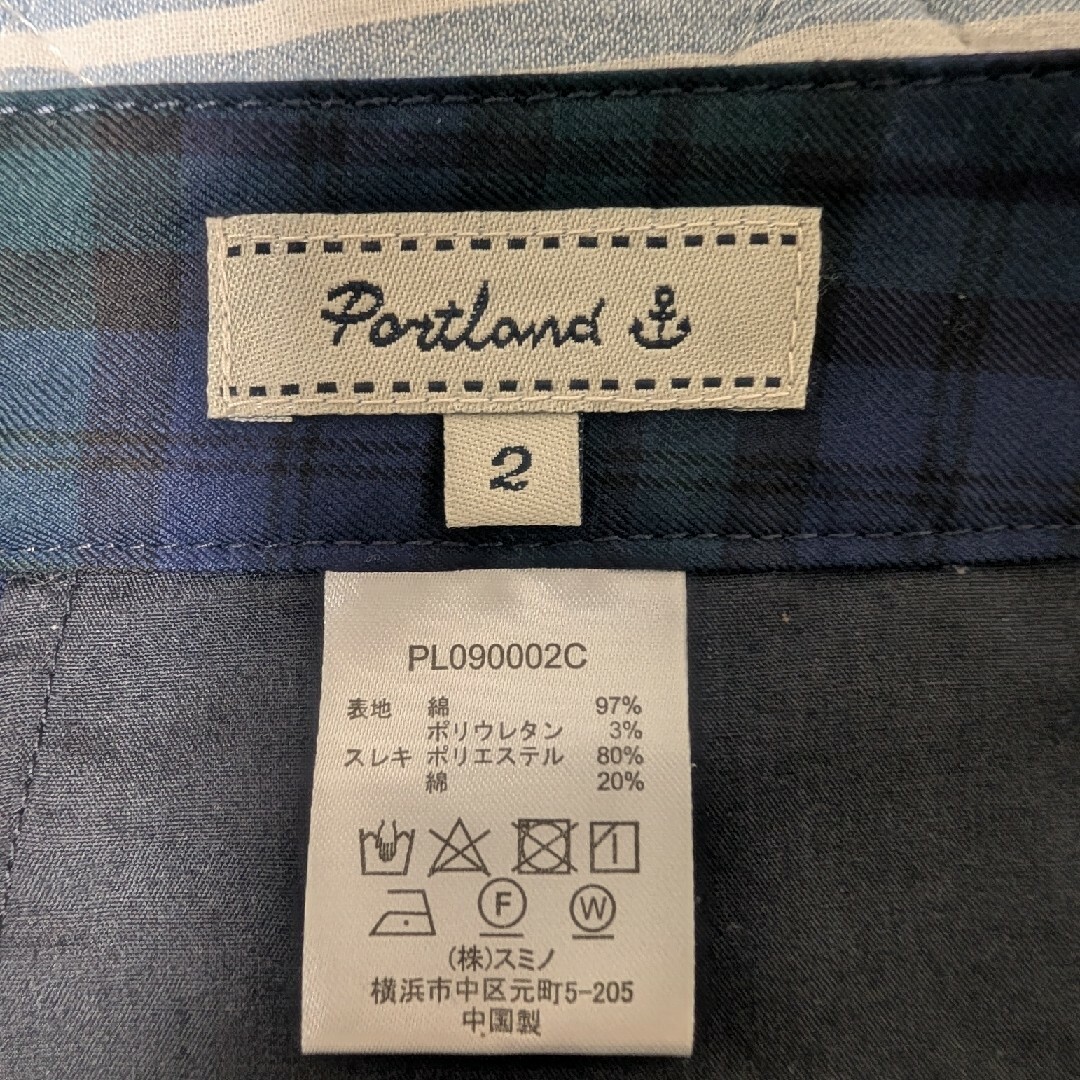 Portland
2
PL090002C
表地 綿 97%
ポリウレタン 3%
スレキ ポリエステル 80%
綿 20%
F W
(株)スミノ
横浜市中区元町5-205
中国製